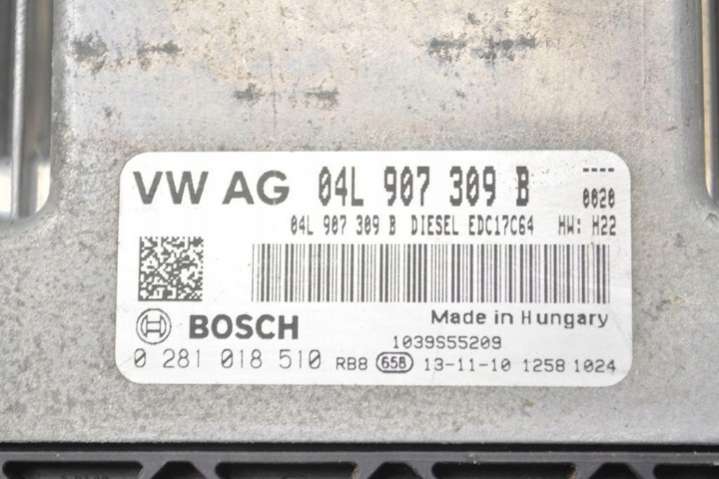 VW AG 04L 907 309 B ----
0020
04L 907 309 B DIESEL EDC17C64 HW: H22
BOSCH Made in Hungary
1039S55209
0 281 018 510 RB8 65B 13-11-10 1258 1024